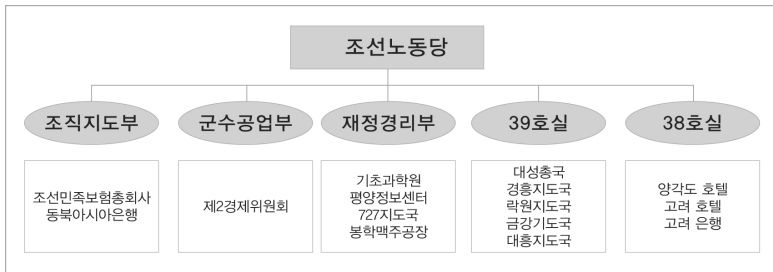 조선노동당
조직지도부
군수공업부
재정경리부
39호실
38호실
조선민족보험총회사
동북아시아은행
제2경제위원회
기초과학원
평양정보센터
727지도국
봉학맥주공장
대성총국
경흥지도국
락원지도국
금강기도국
대흥지도국
양각도 호텔
고려 호텔
고려 은행